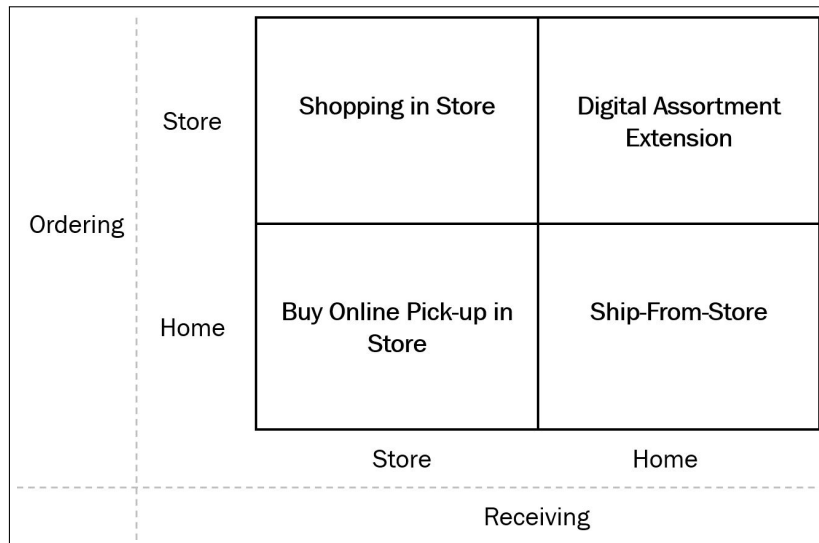 Shopping in Store
Digital Assortment
Extension
Store
Ordering
Buy Online Pick-up in
Store
Ship-From-Store
Home
Store
Home
Receiving